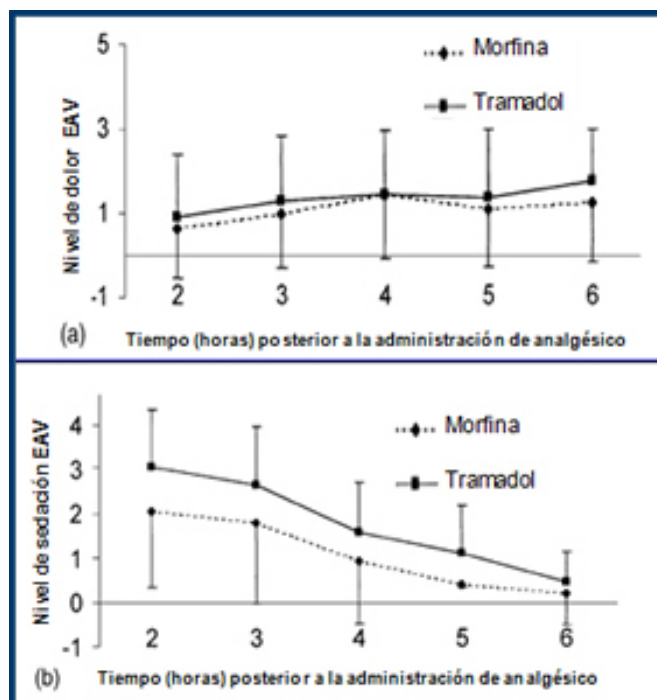 5
Morfina
Tramadol
3
Nivel de dolor EAV
1
-1
2 3 4 5 6
(a) Tiempo (horas) posterior a la administración de analgésico
4
Morfina
3
Tramadol
Nivel de sedación EAV
2
1
0
2 3 4 5 6
-1
(b) Tiempo (horas) posterior a la administración de analgésico